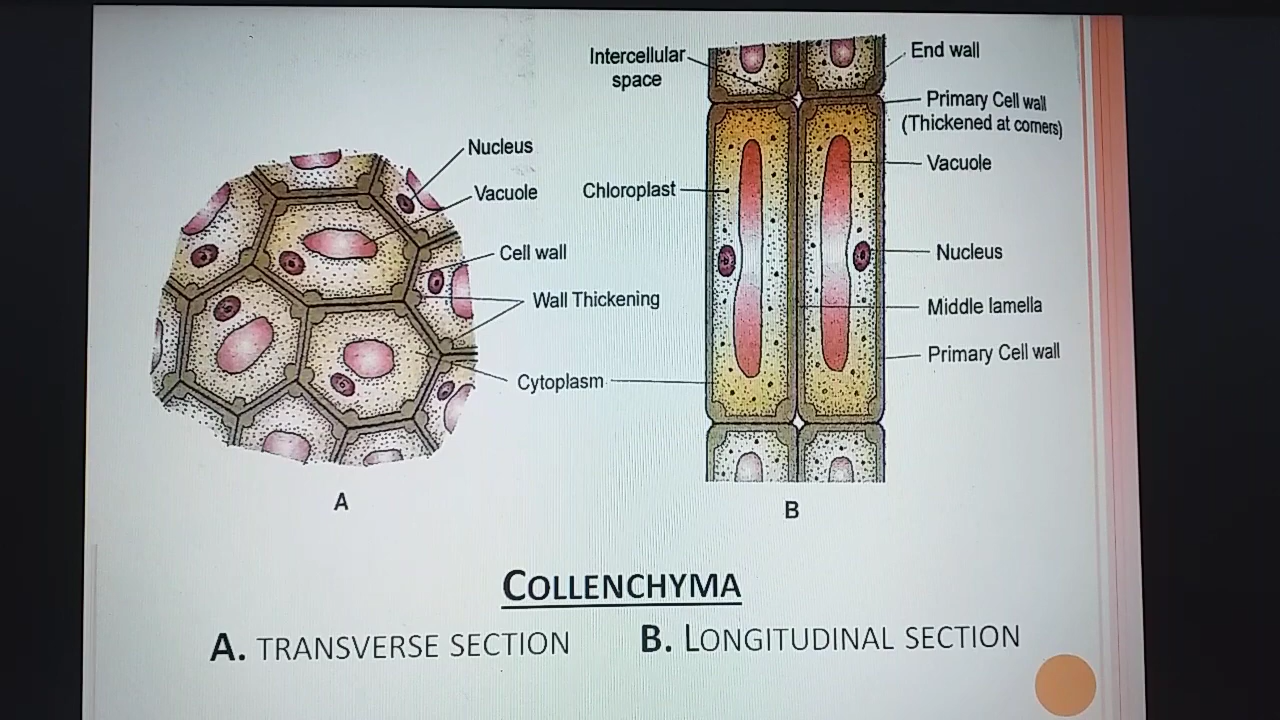 Nucleus
Vacuole
Cell wall
Wall Thickening
Cytoplasm
A
Intercellular
space
Chloroplast
End wall
Primary Cell wall
(Thickened at corners)
Vacuole
Nucleus
Middle lamella
Primary Cell wall
B
COLLENCHYMA
A. TRANSVERSE SECTION
B. LONGITUDINAL SECTION